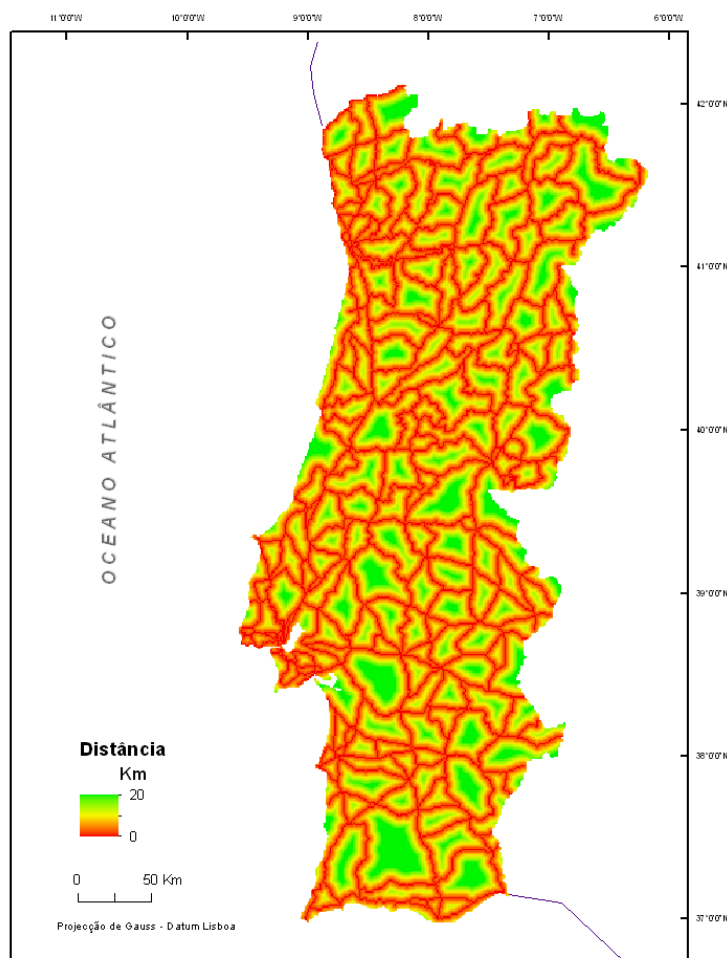 11°0'0"W 10°0'0"W 9°0'0"W 8°0'0"W 7°0'0"W 6°0'0"W
42°0'0"N
41°0'0"N
40°0'0"N
39°0'0"N
38°0'0"N
37°0'0"N
OCEANO ATLÂNTICO
Distância
Km
20
0
0 50 Km
Projecção de Gauss - Datum Lisboa